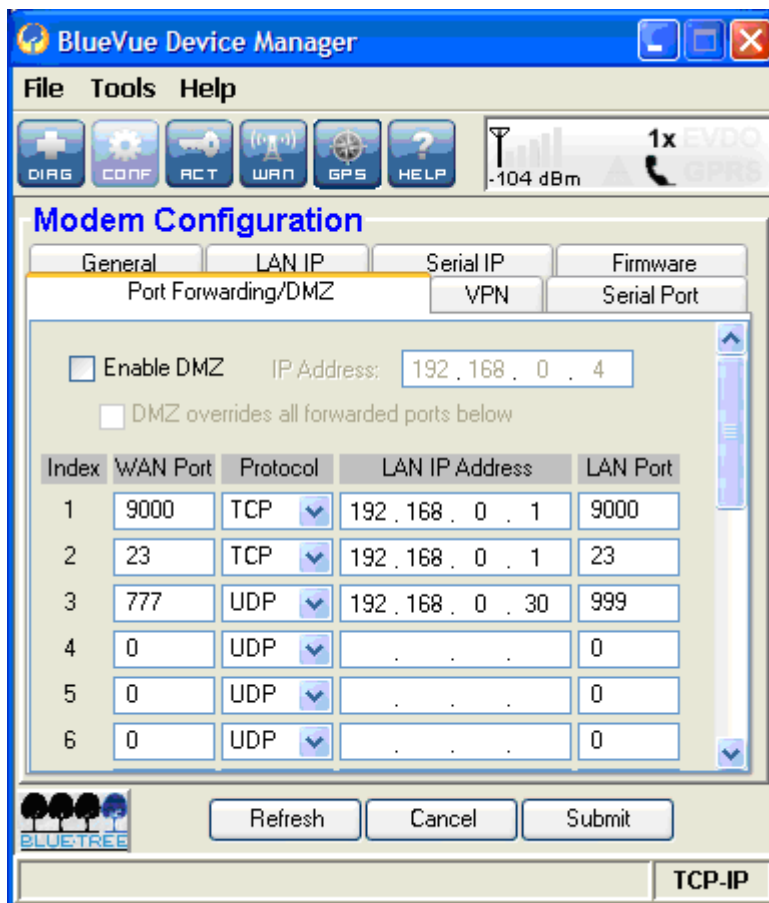 BlueVue Device Manager
File Tools Help
DIAG CONF ACT WAN GPS HELP -104 dBm 1x EVDO GPRS
Modem Configuration
General LAN IP Serial IP Firmware
Port Forwarding/DMZ VPN Serial Port
Enable DMZ IP Address: 192 . 168 . 0 . 4
DMZ overrides all forwarded ports below
Index WAN Port Protocol LAN IP Address LAN Port
1 9000 TCP 192 . 168 . 0 . 1 9000
2 23 TCP 192 . 168 . 0 . 1 23
3 777 UDP 192 . 168 . 0 . 30 999
4 0 UDP . . . 0
5 0 UDP . . . 0
6 0 UDP . . . 0
BLUE TREE Refresh Cancel Submit
TCP-IP